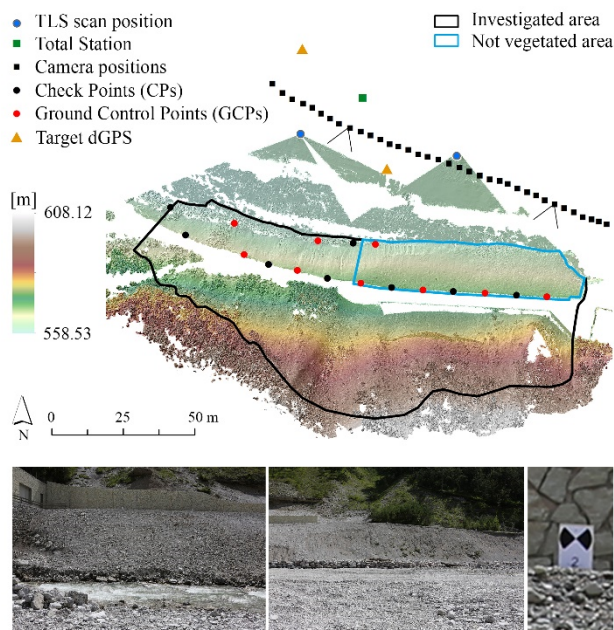 TLS scan position
Total Station
Camera positions
Check Points (CPs)
Ground Control Points (GCPs)
Target dGPS
Investigated area
Not vegetated area
[m]
608.12
558.53
N
0 25 50 m
2